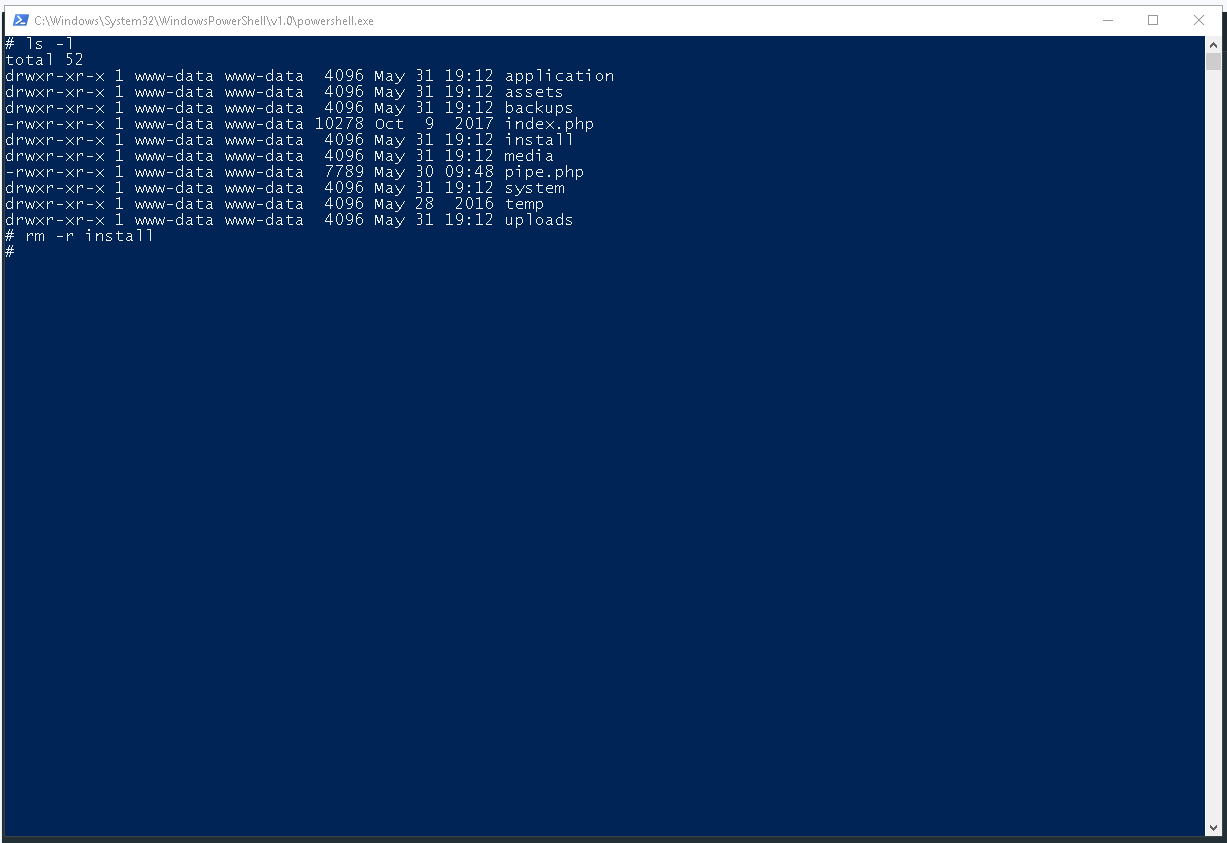 C:\Windows\System32\WindowsPowerShell\v1.0\powershell.exe
# ls -l
total 52
drwxr-xr-x 1 www-data www-data  4096 May 31 19:12 application
drwxr-xr-x 1 www-data www-data  4096 May 31 19:12 assets
drwxr-xr-x 1 www-data www-data  4096 May 31 19:12 backups
-rwxr-xr-x 1 www-data www-data 10278 Oct  9  2017 index.php
drwxr-xr-x 1 www-data www-data  4096 May 31 19:12 install
drwxr-xr-x 1 www-data www-data  4096 May 31 19:12 media
-rwxr-xr-x 1 www-data www-data  7789 May 30 09:48 pipe.php
drwxr-xr-x 1 www-data www-data  4096 May 31 19:12 system
drwxr-xr-x 1 www-data www-data  4096 May 28  2016 temp
drwxr-xr-x 1 www-data www-data  4096 May 31 19:12 uploads
# rm -r install
#